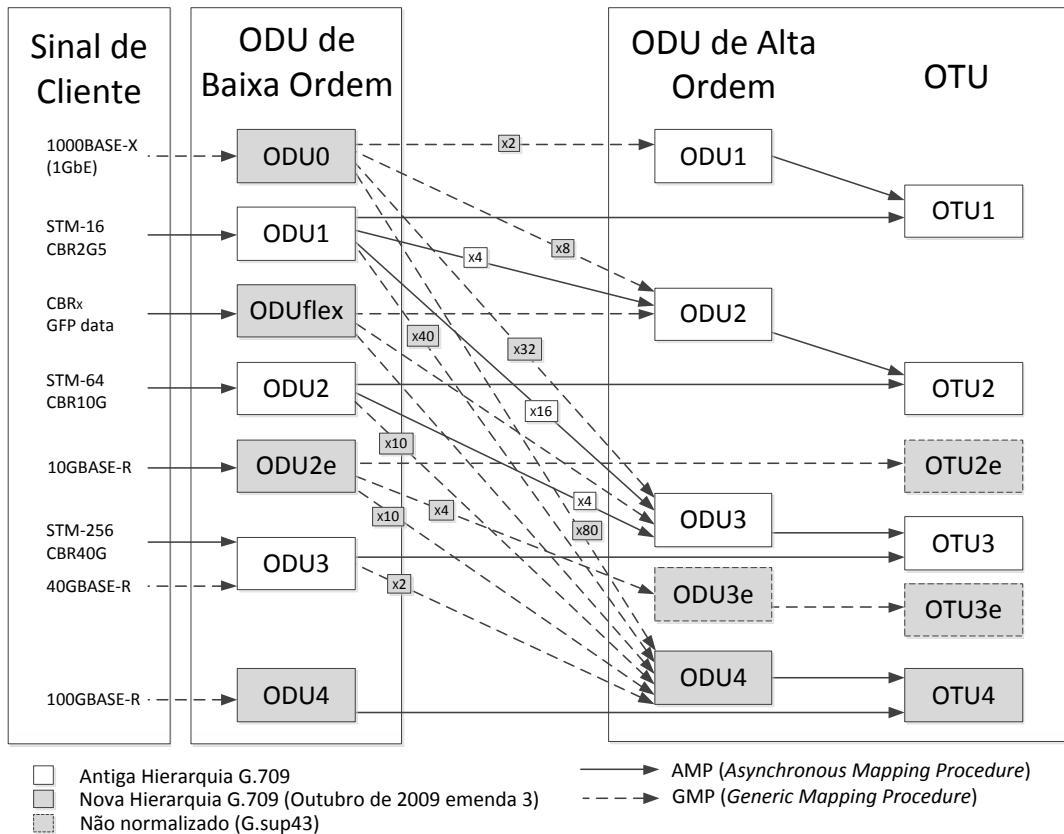 Sinal de
Cliente
ODU de
Baixa Ordem
ODU de Alta
Ordem
OTU
1000BASE-X
(1GbE)
STM-16
CBR2G5
CBRx
GFP data
STM-64
CBR10G
10GBASE-R
STM-256
CBR40G
40GBASE-R
100GBASE-R
ODU0
ODU1
ODUflex
ODU2
ODU2e
ODU3
ODU4
x2
x8
x4
x40
x32
x16
x10
x4
x10
x4
x80
x2
ODU1
ODU2
ODU3
ODU3e
ODU4
OTU1
OTU2
OTU2e
OTU3
OTU3e
OTU4
Antiga Hierarquia G.709
Nova Hierarquia G.709 (Outubro de 2009 emenda 3)
Não normalizado (G.sup43)
AMP (Asynchronous Mapping Procedure)
GMP (Generic Mapping Procedure)